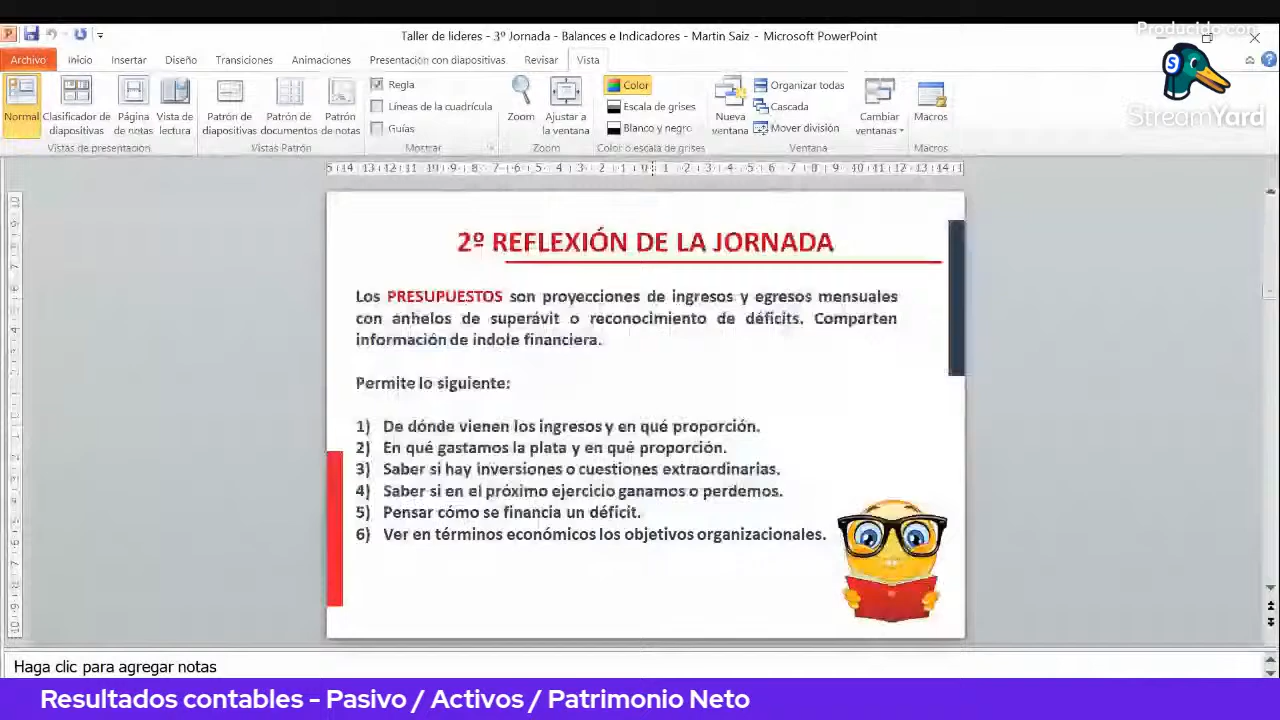 Taller de lideres - 3º Jornada - Balances e Indicadores - Martin Saiz - Microsoft PowerPoint
Producido con
StreamYard
Archivo Inicio Insertar Diseño Transiciones Animaciones Presentación con diapositivas Revisar Vista
Normal
Clasificador de diapositivas
Página de notas
Vista de lectura
Vistas de presentación
Patrón de diapositivas
Patrón de documentos
Patrón de notas
Vistas Patrón
Regla
Líneas de la cuadrícula
Guías
Mostrar
Zoom
Ajustar a la ventana
Zoom
Color
Escala de grises
Blanco y negro
Color o escala de grises
Nueva ventana
Organizar todas
Cascada
Mover división
Cambiar ventanas
Ventana
Macros
Macros
2º REFLEXIÓN DE LA JORNADA
Los PRESUPUESTOS son proyecciones de ingresos y egresos mensuales
con anhelos de superávit o reconocimiento de déficits. Comparten
información de indole financiera.
Permite lo siguiente:
1) De dónde vienen los ingresos y en qué proporción.
2) En qué gastamos la plata y en qué proporción.
3) Saber si hay inversiones o cuestiones extraordinarias.
4) Saber si en el próximo ejercicio ganamos o perdemos.
5) Pensar cómo se financia un déficit.
6) Ver en términos económicos los objetivos organizacionales.
Haga clic para agregar notas
Resultados contables - Pasivo / Activos / Patrimonio Neto